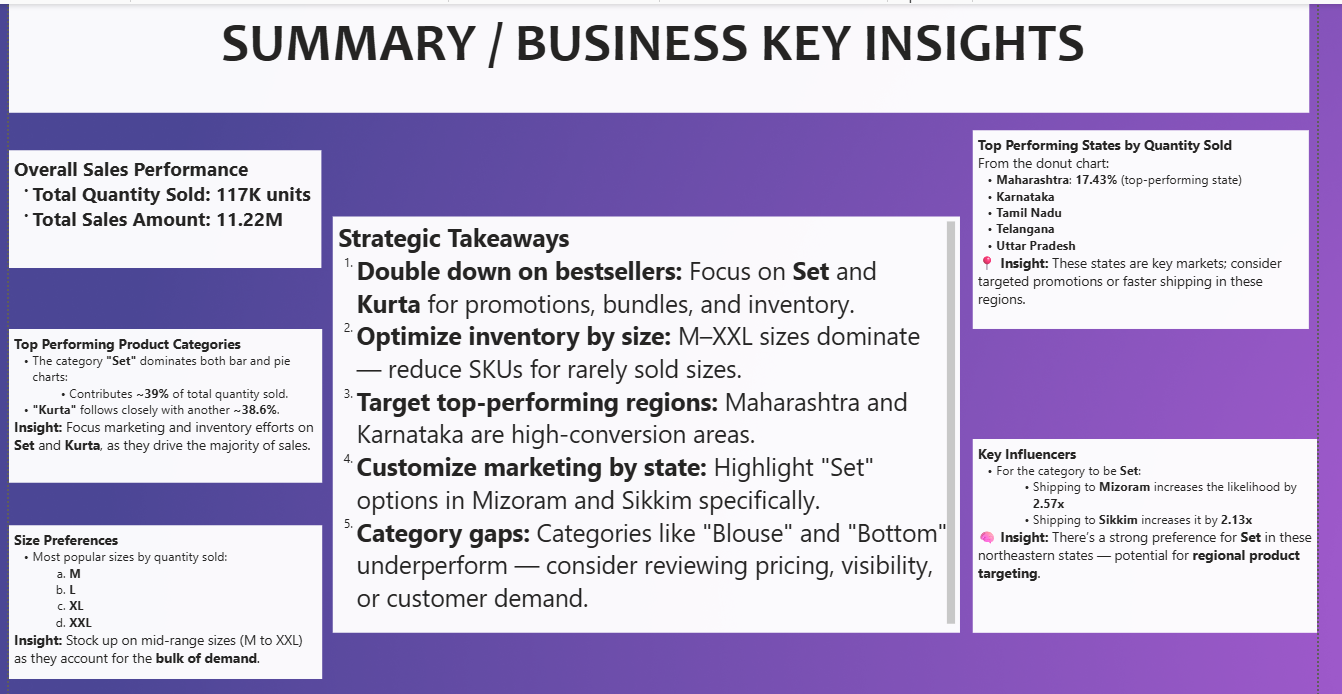 SUMMARY / BUSINESS KEY INSIGHTS
Overall Sales Performance
• Total Quantity Sold: 117K units
• Total Sales Amount: 11.22M
Top Performing Product Categories
• The category "Set" dominates both bar and pie
charts:
• Contributes ~39% of total quantity sold.
• "Kurta" follows closely with another ~38.6%.
Insight: Focus marketing and inventory efforts on
Set and Kurta, as they drive the majority of sales.
Size Preferences
• Most popular sizes by quantity sold:
a. M
b. L
c. XL
d. XXL
Insight: Stock up on mid-range sizes (M to XXL)
as they account for the bulk of demand.
Strategic Takeaways
1. Double down on bestsellers: Focus on Set and
Kurta for promotions, bundles, and inventory.
2. Optimize inventory by size: M–XXL sizes dominate
— reduce SKUs for rarely sold sizes.
3. Target top-performing regions: Maharashtra and
Karnataka are high-conversion areas.
4. Customize marketing by state: Highlight "Set"
options in Mizoram and Sikkim specifically.
5. Category gaps: Categories like "Blouse" and "Bottom"
underperform — consider reviewing pricing, visibility,
or customer demand.
Top Performing States by Quantity Sold
From the donut chart:
• Maharashtra: 17.43% (top-performing state)
• Karnataka
• Tamil Nadu
• Telangana
• Uttar Pradesh
📍 Insight: These states are key markets; consider
targeted promotions or faster shipping in these
regions.
Key Influencers
• For the category to be Set:
• Shipping to Mizoram increases the likelihood by
2.57x
• Shipping to Sikkim increases it by 2.13x
🧠 Insight: There's a strong preference for Set in these
northeastern states — potential for regional product
targeting.